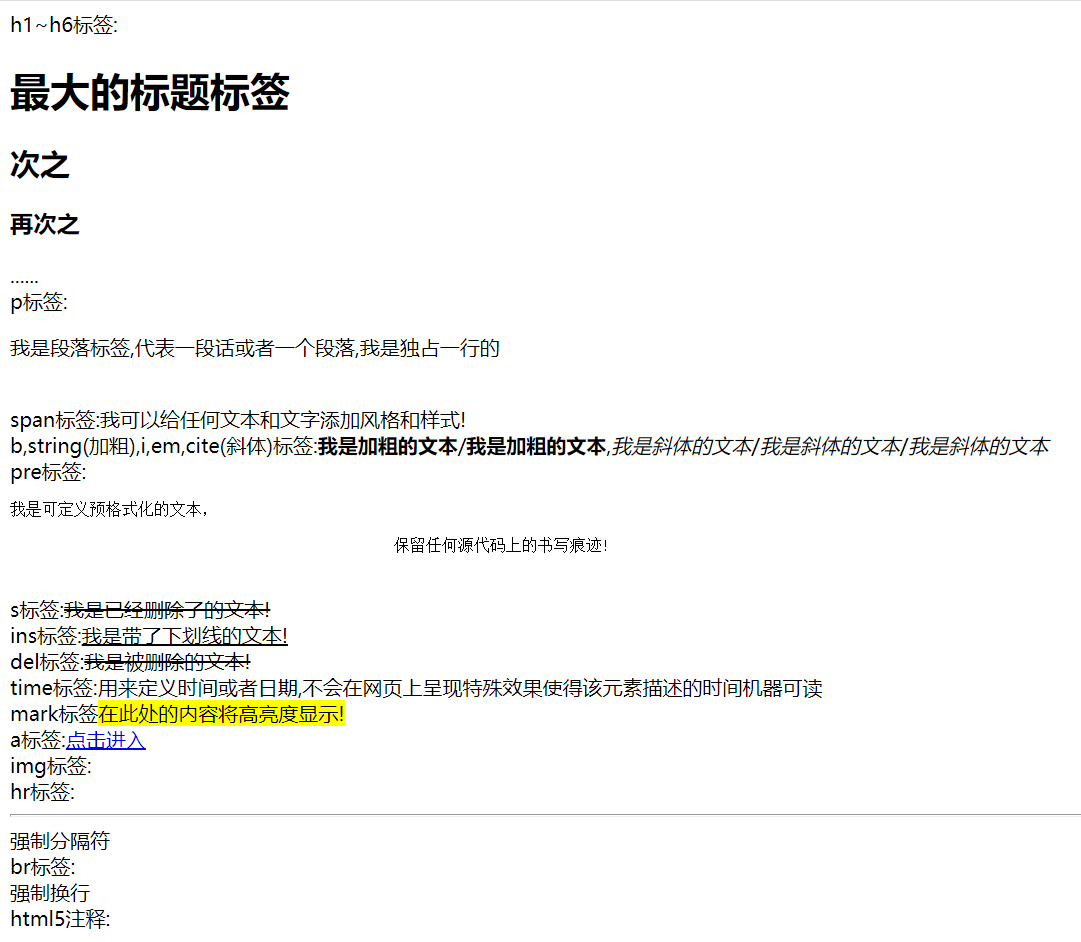 h1~h6标签:
最大的标题标签
次之
再次之
......
p标签:
我是段落标签,代表一段话或者一个段落,我是独占一行的
span标签:我可以给任何文本和文字添加风格和样式!
b,string(加粗),i,em,cite(斜体)标签:我是加粗的文本/我是加粗的文本,我是斜体的文本/我是斜体的文本/我是斜体的文本
pre标签:
我是可定义预格式化的文本，
保留任何源代码上的书写痕迹!
s标签:我是已经删除了的文本!
ins标签:我是带了下划线的文本!
del标签:我是被删除的文本!
time标签:用来定义时间或者日期,不会在网页上呈现特殊效果使得该元素描述的时间机器可读
mark标签在此处的内容将高亮度显示!
a标签:点击进入
img标签:
hr标签:
强制分隔符
br标签:
强制换行
html5注释: